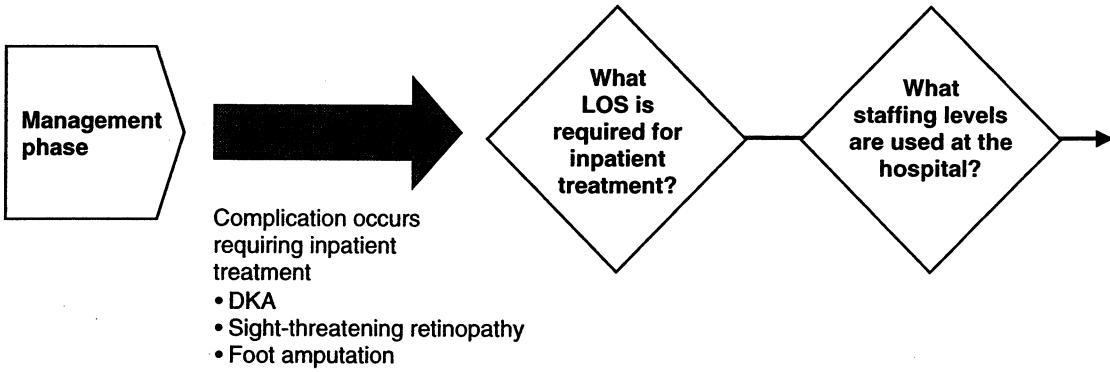 Management
phase
Complication occurs
requiring inpatient
treatment
• DKA
• Sight-threatening retinopathy
• Foot amputation
What
LOS is
required for
inpatient
treatment?
What
staffing levels
are used at the
hospital?